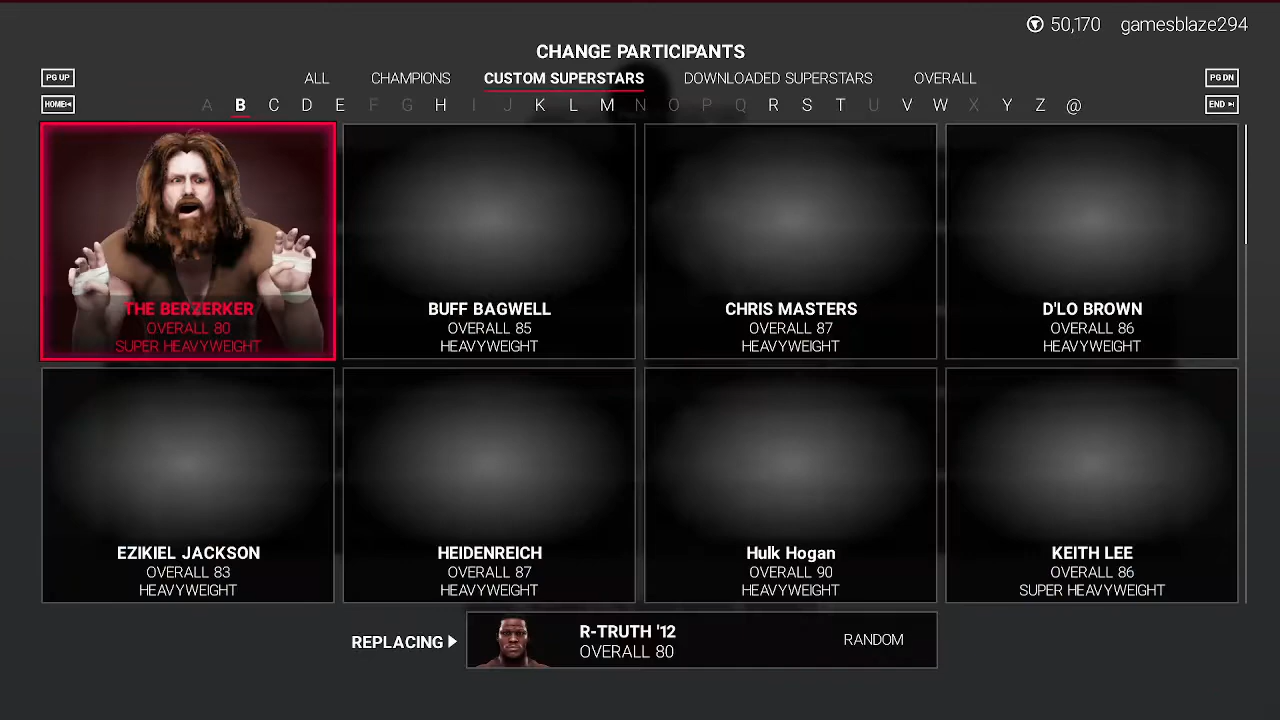 50,170 gamesblaze294
CHANGE PARTICIPANTS
PG UP ALL CHAMPIONS CUSTOM SUPERSTARS DOWNLOADED SUPERSTARS OVERALL PG DN
HOME A B C D E F G H I J K L M N O P Q R S T U V W X Y Z @ END
THE BERZERKER
OVERALL 80
SUPER HEAVYWEIGHT
BUFF BAGWELL
OVERALL 85
HEAVYWEIGHT
CHRIS MASTERS
OVERALL 87
HEAVYWEIGHT
D'LO BROWN
OVERALL 86
HEAVYWEIGHT
EZIKIEL JACKSON
OVERALL 83
HEAVYWEIGHT
HEIDENREICH
OVERALL 87
HEAVYWEIGHT
Hulk Hogan
OVERALL 90
HEAVYWEIGHT
KEITH LEE
OVERALL 86
SUPER HEAVYWEIGHT
REPLACING
R-TRUTH '12
OVERALL 80
RANDOM